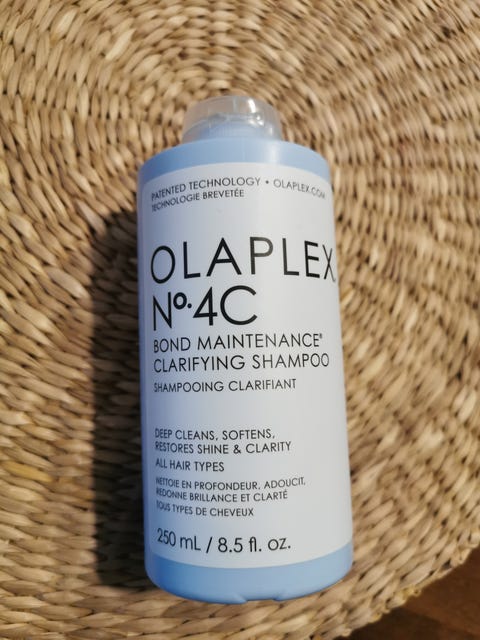 PATENTED TECHNOLOGY • OLAPLEX.COM
TECHNOLOGIE BREVETÉE
OLAPLEX
Nº.4C
BOND MAINTENANCE®
CLARIFYING SHAMPOO
SHAMPOOING CLARIFIANT
DEEP CLEANS, SOFTENS,
RESTORES SHINE & CLARITY
ALL HAIR TYPES
NETTOIE EN PROFONDEUR, ADOUCIT,
REDONNE BRILLANCE ET CLARTÉ
TOUS TYPES DE CHEVEUX
250 mL / 8.5 fl. oz.